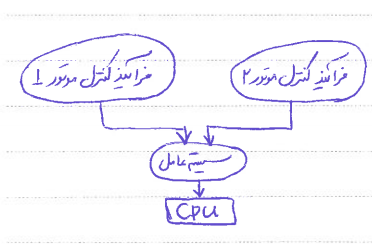 فرآیند کنترل موتور ۱
فرآیند کنترل موتور ۲
سیستم عامل
CPU